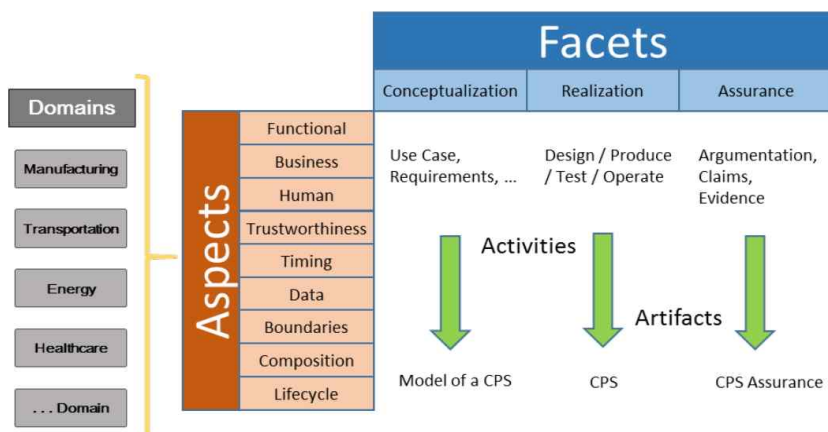 Facets
Conceptualization
Realization
Assurance
Domains
Manufacturing
Transportation
Energy
Healthcare
... Domain
Aspects
Functional
Business
Human
Trustworthiness
Timing
Data
Boundaries
Composition
Lifecycle
Use Case,
Requirements, ...
Design / Produce
/ Test / Operate
Argumentation,
Claims,
Evidence
Activities
Artifacts
Model of a CPS
CPS
CPS Assurance